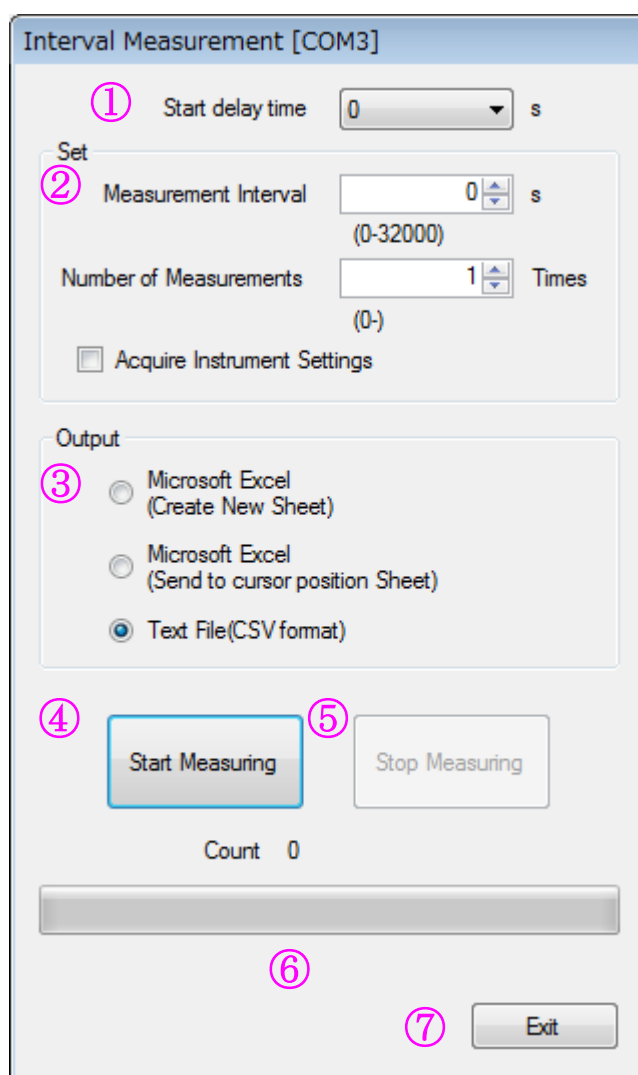 Interval Measurement [COM3]
① Start delay time 0 s
Set
② Measurement Interval 0 s
(0-32000)
Number of Measurements 1 Times
(0-)
Acquire Instrument Settings
Output
③ Microsoft Excel
(Create New Sheet)
Microsoft Excel
(Send to cursor position Sheet)
Text File(CSV format)
④ Start Measuring ⑤ Stop Measuring
Count 0
⑥
⑦ Exit